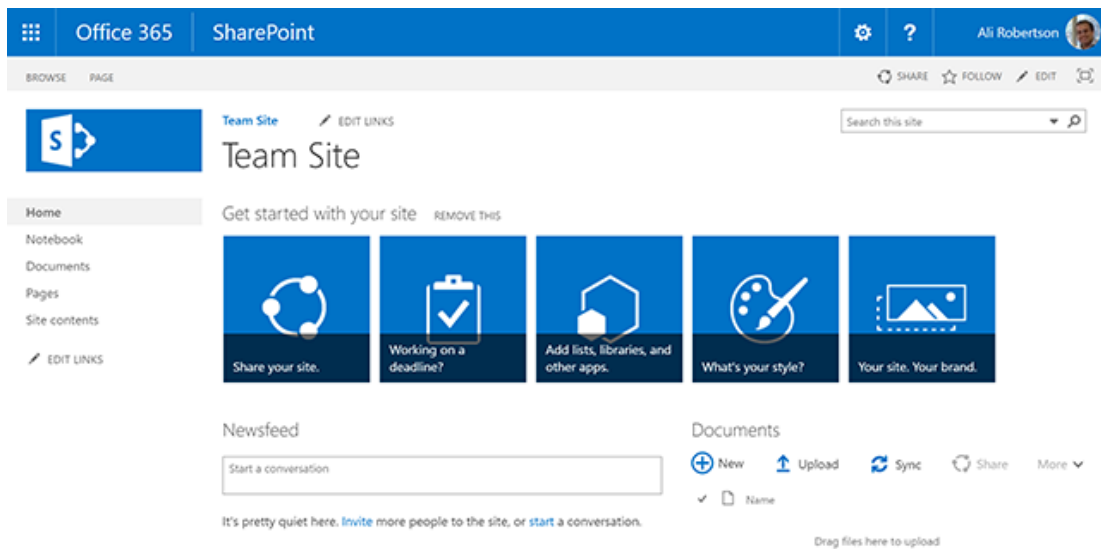 Office 365
SharePoint
?
Ali Robertson
BROWSE
PAGE
SHARE
FOLLOW
EDIT
S
Team Site
EDIT LINKS
Team Site
Search this site
Home
Notebook
Documents
Pages
Site contents
EDIT LINKS
Get started with your site
REMOVE THIS
Share your site.
Working on a
deadline?
Add lists, libraries, and
other apps.
What's your style?
Your site. Your brand.
Newsfeed
Start a conversation
It's pretty quiet here. Invite more people to the site, or start a conversation.
Documents
New
Upload
Sync
Share
More
Name
Drag files here to upload